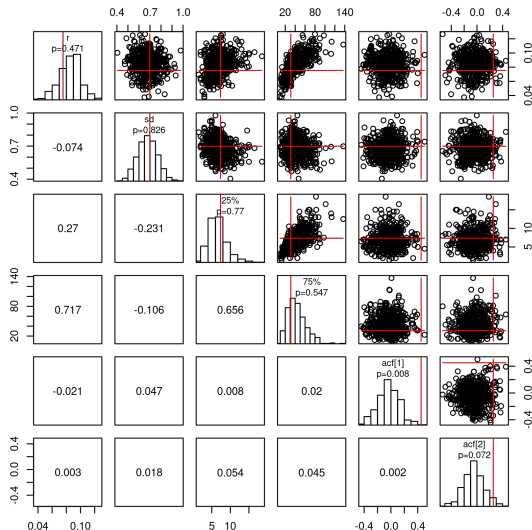 0.4 0.7 1.0
20 60 100 140
-0.4 0.0 0.4
r
p=0.471
0.04 0.10
0.4 0.7 1.0
-0.074
sd
p=0.826
0.27
-0.231
25%
p=0.77
5 10
20 80 140
0.717
-0.106
0.656
75%
p=0.547
-0.021
0.047
0.008
0.02
acf[1]
p=0.008
-0.4 0.0 0.4
-0.4 0.0 0.4
0.003
0.018
0.054
0.045
0.002
acf[2]
p=0.072
0.04 0.10
5 10
-0.4 0.0 0.4